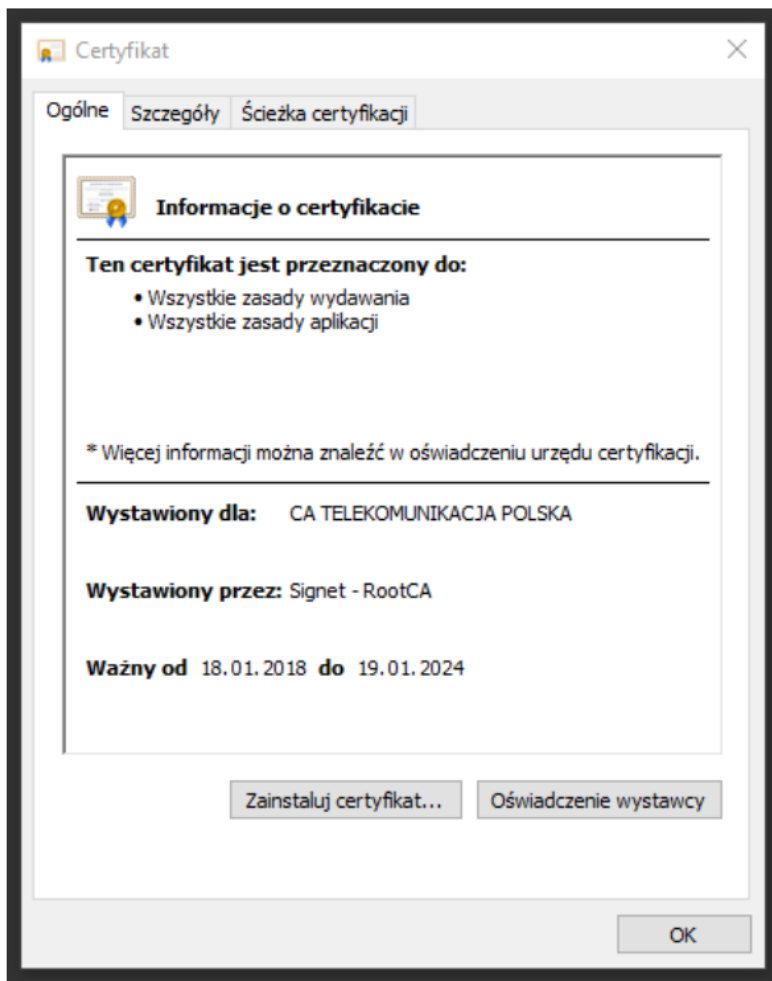 Certyfikat
Ogólne Szczegóły Ścieżka certyfikacji
Informacje o certyfikacie
Ten certyfikat jest przeznaczony do:
• Wszystkie zasady wydawania
• Wszystkie zasady aplikacji
* Więcej informacji można znaleźć w oświadczeniu urzędu certyfikacji.
Wystawiony dla: CA TELEKOMUNIKACJA POLSKA
Wystawiony przez: Signet - RootCA
Ważny od 18.01.2018 do 19.01.2024
Zainstaluj certyfikat... Oświadczenie wystawcy
OK